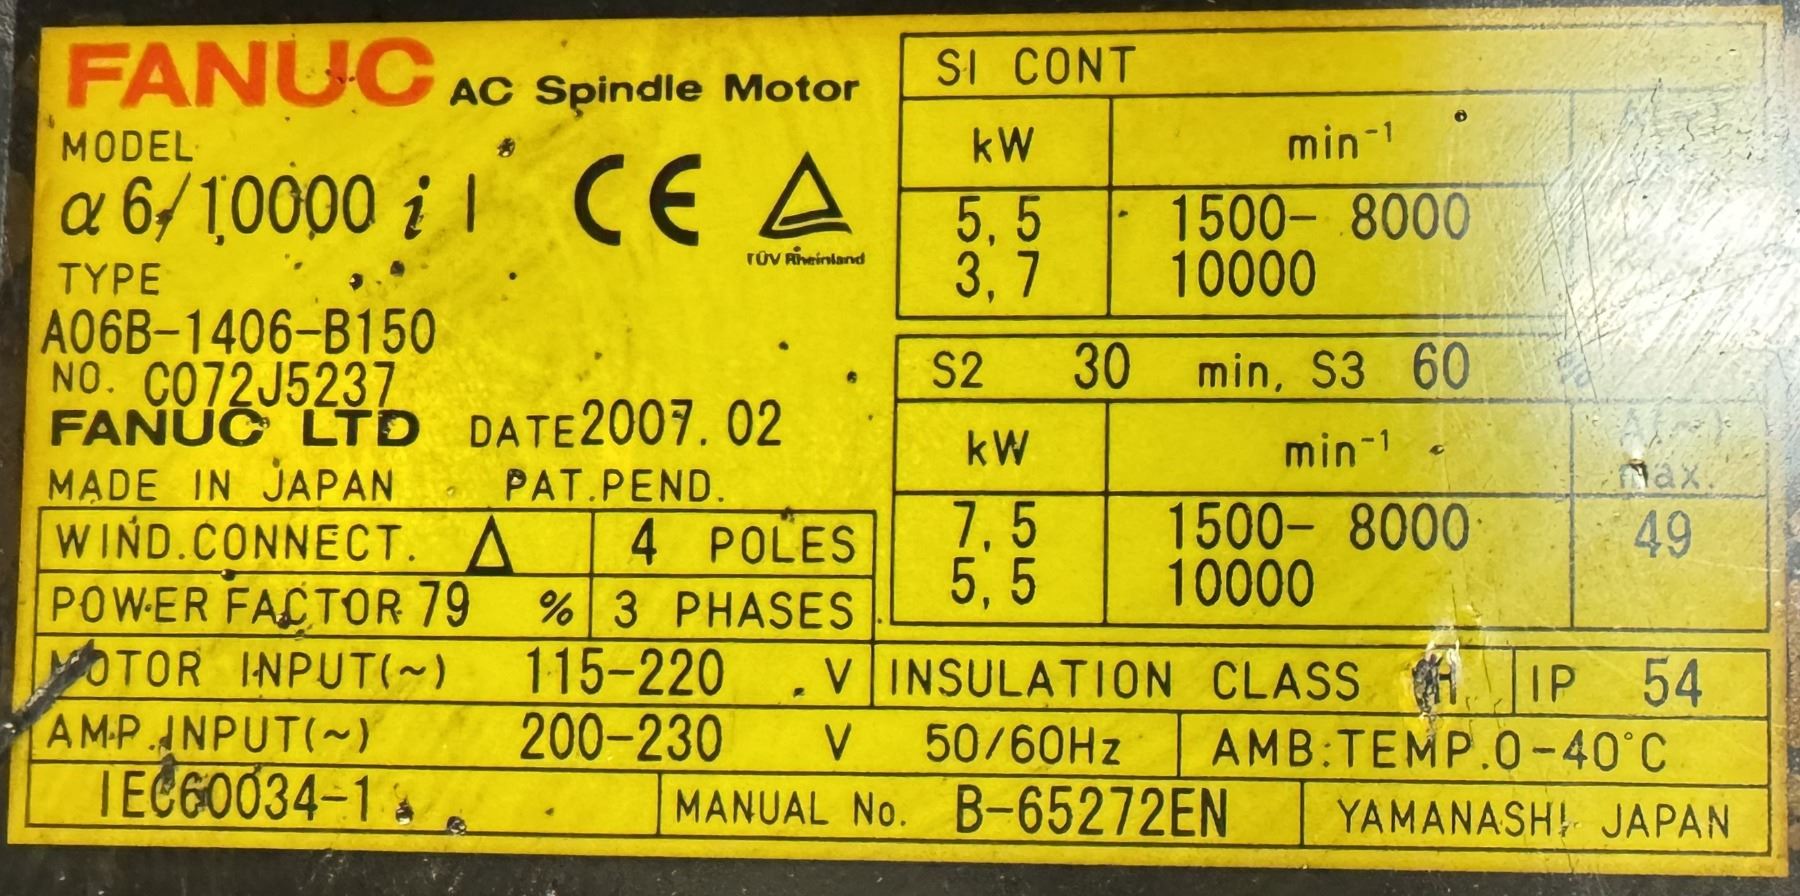 FANUC AC Spindle Motor
MODEL
α 6/10000 i I
CE
TÜV Rheinland
TYPE
A06B-1406-B150
NO. C072J5237
FANUC LTD DATE 2007.02
MADE IN JAPAN PAT.PEND.
SI CONT
kW min⁻¹
5,5 1500- 8000
3,7 10000
S2 30 min, S3 60 %
kW min⁻¹ A(~) max.
7,5 1500- 8000 49
5,5 10000
WIND.CONNECT. Δ 4 POLES
POWER FACTOR 79 % 3 PHASES
MOTOR INPUT(~) 115-220 V INSULATION CLASS H IP 54
AMP.INPUT(~) 200-230 V 50/60Hz AMB:TEMP.0-40°C
IEC60034-1 MANUAL No. B-65272EN YAMANASHI JAPAN